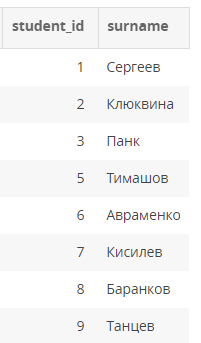 student_id surname
1 Сергеев
2 Клюквина
3 Панк
5 Тимашов
6 Авраменко
7 Кисилев
8 Баранков
9 Танцев